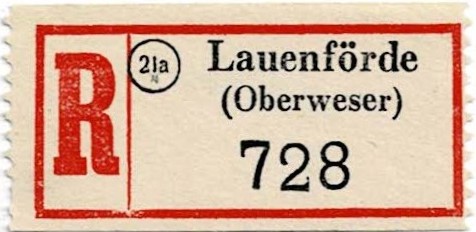 R
21a
Lauenförde
(Oberweser)
728